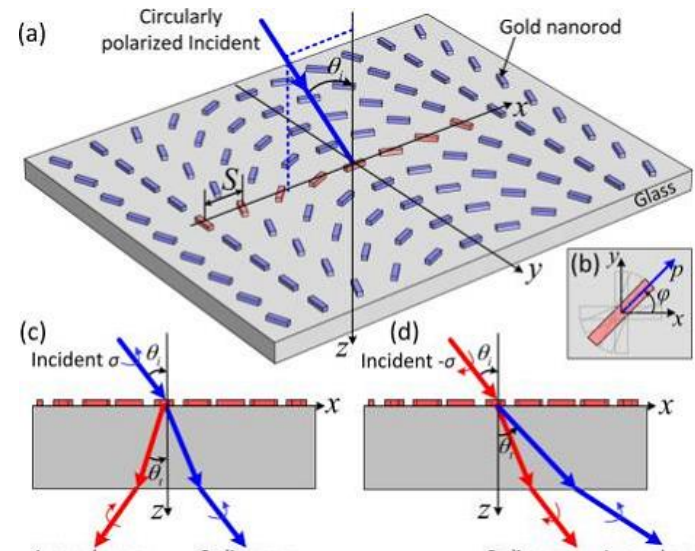 (a)
Circularly
polarized Incident
z
Gold nanorod
θi
x
S
Glass
y
z
(b)
y
p
φ
x
(c)
Incident σ
θi
x
θt
z
(d)
Incident -σ
θi
x
θt
z